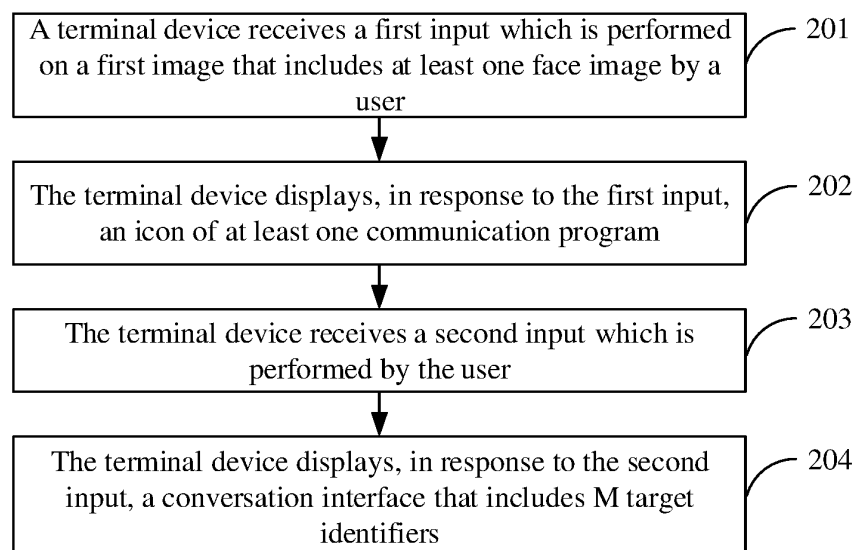 A terminal device receives a first input which is performed
on a first image that includes at least one face image by a
user
201
The terminal device displays, in response to the first input,
an icon of at least one communication program
202
The terminal device receives a second input which is
performed by the user
203
The terminal device displays, in response to the second
input, a conversation interface that includes M target
identifiers
204